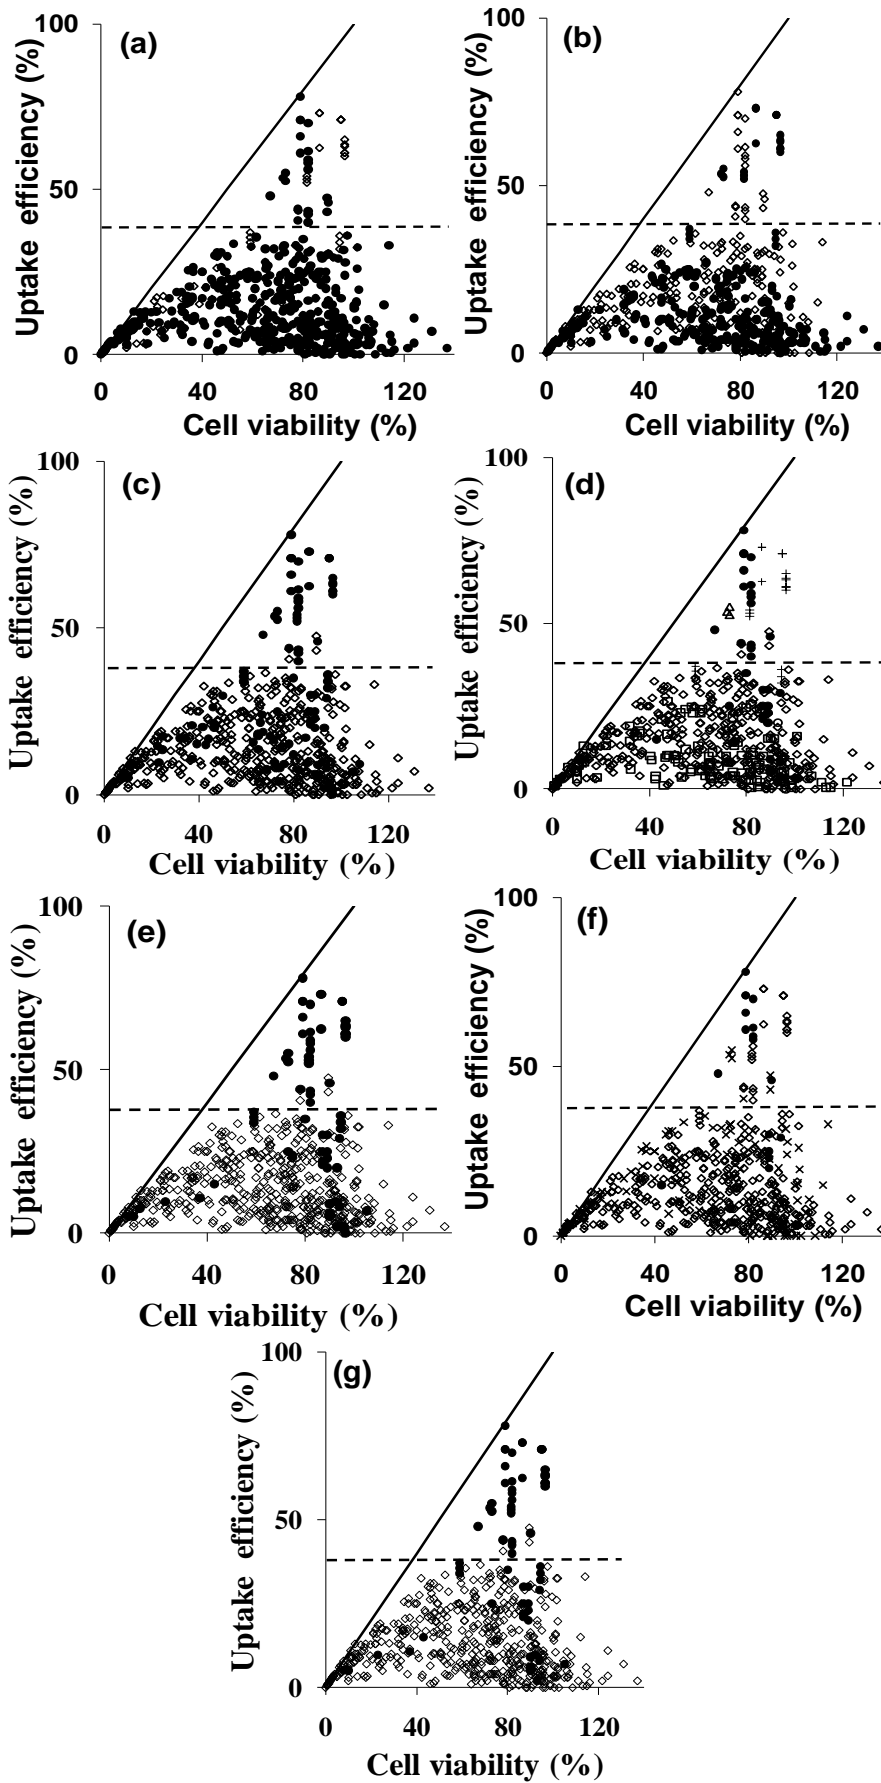 100 (a) 100 (b)
Uptake efficiency (%) Uptake efficiency (%)
50 50
0 0
0 40 80 120 0 40 80 120
Cell viability (%) Cell viability (%)
100 (c) 100 (d)
Uptake efficiency (%) Uptake efficiency (%)
50 50
0 0
0 40 80 120 0 40 80 120
Cell viability (%) Cell viability (%)
100 (e) 100 (f)
Uptake efficiency (%) Uptake efficiency (%)
50 50
0 0
0 40 80 120 0 40 80 120
Cell viability (%) Cell viability (%)
100 (g)
Uptake efficiency (%)
50
0
0 40 80 120
Cell viability (%)